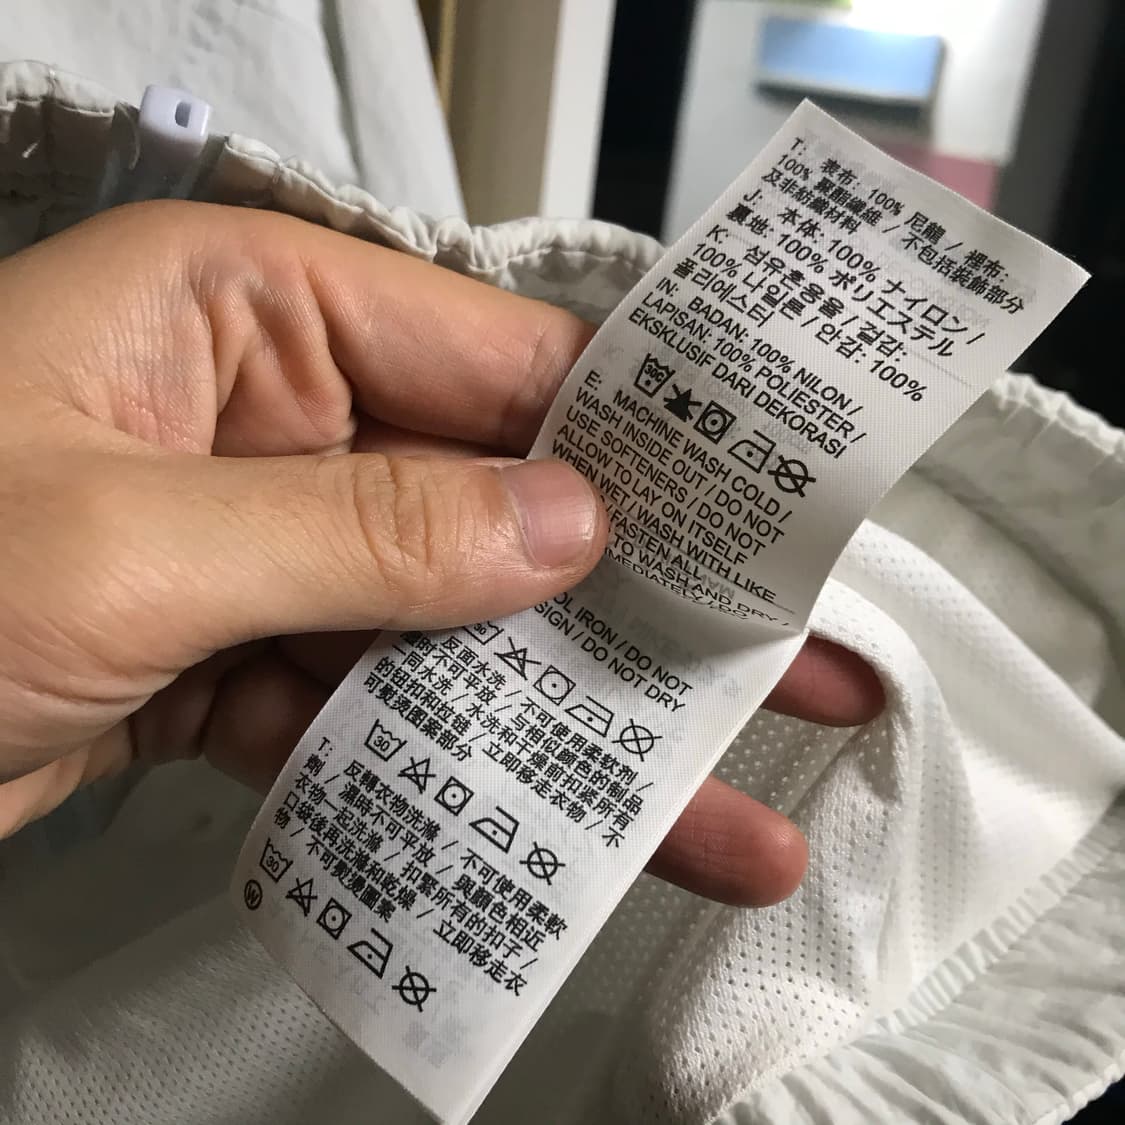 T: 表布: 100% 尼龍 / 裡布:
100% 聚酯纖維 / 不包括裝飾部分
及非紡織材料
J: 本体: 100% ナイロン /
裏地: 100% ポリエステル
K: 섬유혼용율 / 겉감:
100% 나일론 / 안감: 100%
폴리에스터
IN: BADAN: 100% NILON /
LAPISAN: 100% POLIESTER /
EKSKLUSIF DARI DEKORASI
30C
E: MACHINE WASH COLD /
WASH INSIDE OUT / DO NOT
USE SOFTENERS / DO NOT
ALLOW TO LAY ON ITSELF
WHEN WET / WASH WITH LIKE
/ FASTEN ALL
TO WASH AND DRY /
MEDIATELY / DO
OL IRON / DO NOT
SIGN / DO NOT DRY
30
反面水洗 / 不可使用柔软剂 /
时不可平放 / 与相似颜色的制品
一同水洗 / 水洗和干燥前扣紧所有
的纽扣和拉链 / 立即移走衣物 / 不
可熨烫图案部分
30
T: 反轉衣物洗滌 / 不可使用柔軟
劑 / 濕時不可平放 / 與顏色相近
衣物一起洗滌 / 扣緊所有的扣子 /
口袋後再洗滌和乾燥 / 立即移走衣
物 / 不可熨燙圖案
30
W